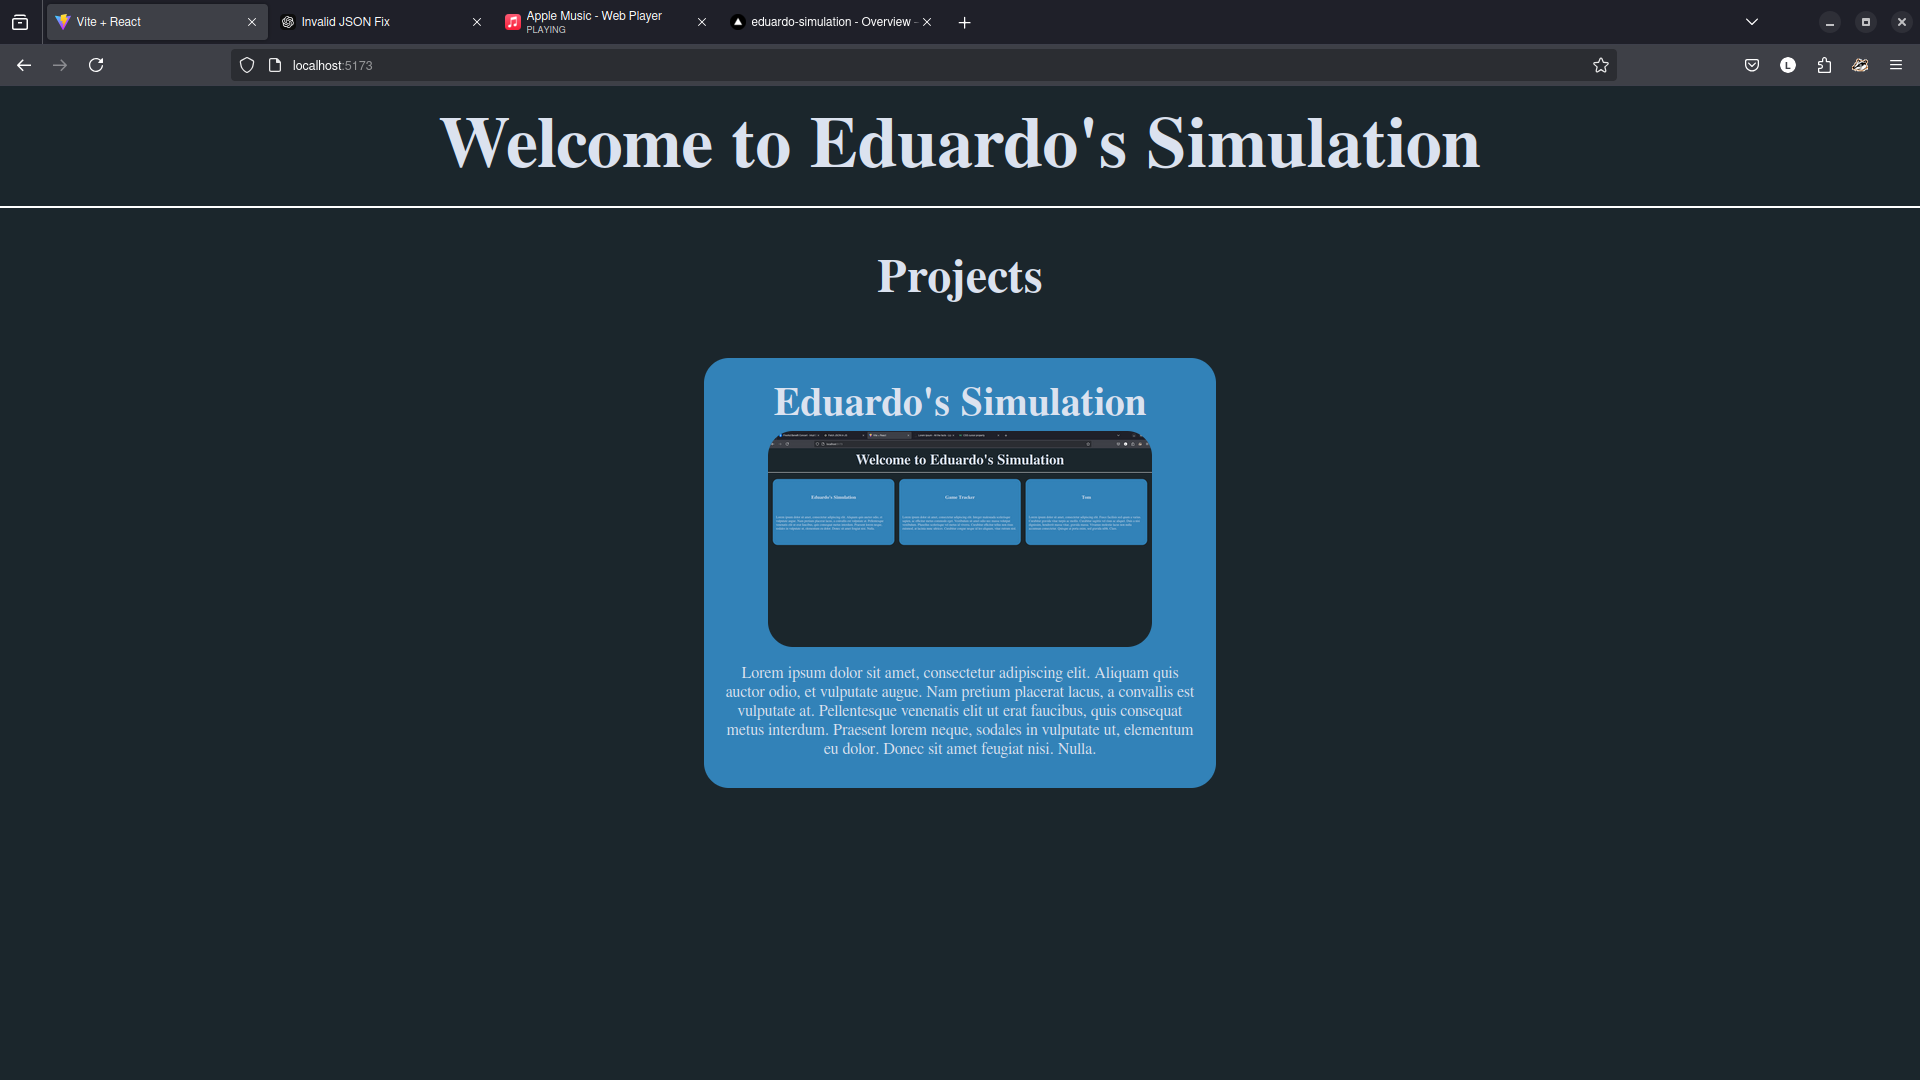 Vite + React
Invalid JSON Fix
Apple Music - Web Player
PLAYING
eduardo-simulation - Overview -
localhost:5173
L
Welcome to Eduardo's Simulation
Projects
Eduardo's Simulation
Welcome to Eduardo's Simulation
Eduardo's Simulation
Game Tracker
Lorem ipsum dolor sit amet, consectetur adipiscing elit. Aliquam quis
auctor odio, et vulputate augue. Nam pretium placerat lacus, a convallis est
vulputate at. Pellentesque venenatis elit ut erat faucibus, quis consequat
metus interdum. Praesent lorem neque, sodales in vulputate ut, elementum
eu dolor. Donec sit amet feugiat nisi. Nulla.